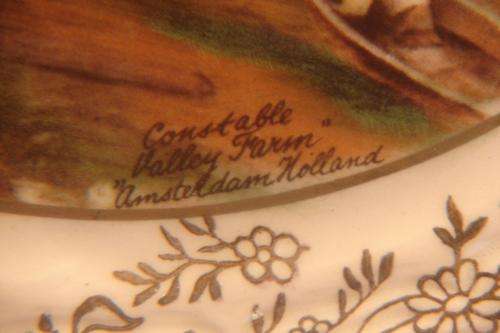 Constable
"Valley Farm"
Amsterdam Holland